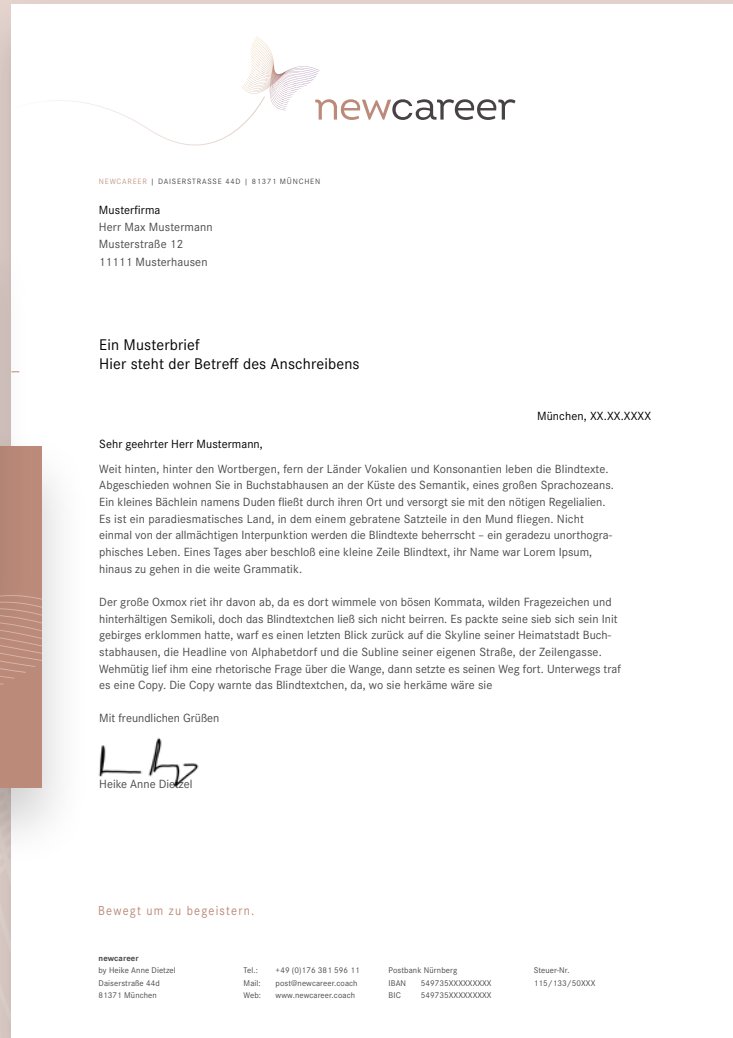 newcareer
NEWCAREER | DAISERSTRASSE 44D | 81371 MÜNCHEN
Musterfirma
Herr Max Mustermann
Musterstraße 12
11111 Musterhausen
Ein Musterbrief
Hier steht der Betreff des Anschreibens
München, XX.XX.XXXX
Sehr geehrter Herr Mustermann,
Weit hinten, hinter den Wortbergen, fern der Länder Vokalien und Konsonantien leben die Blindtexte.
Abgeschieden wohnen Sie in Buchstabhausen an der Küste des Semantik, eines großen Sprachozeans.
Ein kleines Bächlein namens Duden fließt durch ihren Ort und versorgt sie mit den nötigen Regelialien.
Es ist ein paradiesmatisches Land, in dem einem gebratene Satzteile in den Mund fliegen. Nicht
einmal von der allmächtigen Interpunktion werden die Blindtexte beherrscht – ein geradezu unorthogra-
phisches Leben. Eines Tages aber beschloß eine kleine Zeile Blindtext, ihr Name war Lorem Ipsum,
hinaus zu gehen in die weite Grammatik.
Der große Oxmox riet ihr davon ab, da es dort wimmele von bösen Kommata, wilden Fragezeichen und
hinterhältigen Semikoli, doch das Blindtextchen ließ sich nicht beirren. Es packte seine sieb sich sein Init
gebirges erklommen hatte, warf es einen letzten Blick zurück auf die Skyline seiner Heimatstadt Buch-
stabhausen, die Headline von Alphabetdorf und die Subline seiner eigenen Straße, der Zeilengasse.
Wehmütig lief ihm eine rhetorische Frage über die Wange, dann setzte es seinen Weg fort. Unterwegs traf
es eine Copy. Die Copy warnte das Blindtextchen, da, wo sie herkäme wäre sie
Mit freundlichen Grüßen
Heike Anne Dietzel
Bewegt um zu begeistern.
newcareer
by Heike Anne Dietzel Tel.: +49 (0)176 381 596 11 Postbank Nürnberg Steuer-Nr.
Daiserstraße 44d Mail: post@newcareer.coach IBAN 549735XXXXXXXXX 115/133/50XXX
81371 München Web: www.newcareer.coach BIC 549735XXXXXXXXX